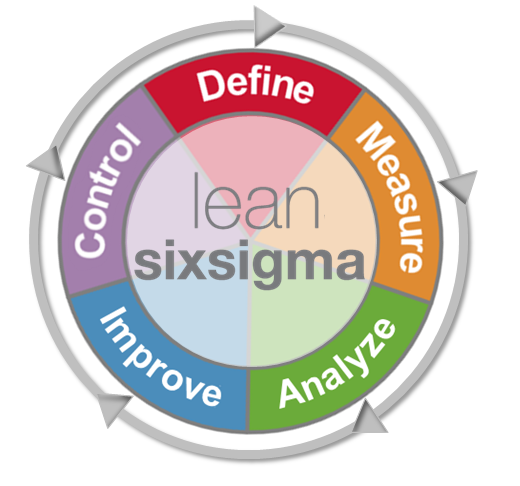 Define
Measure
Analyze
Improve
Control
lean
sixsigma